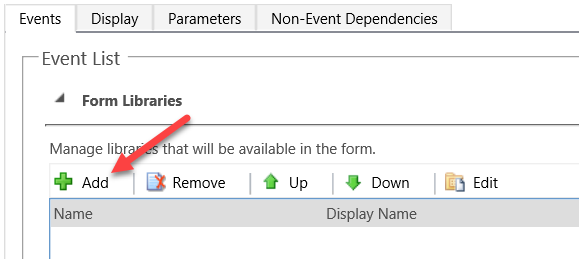 Events Display Parameters Non-Event Dependencies
Event List
Form Libraries
Manage libraries that will be available in the form.
Add Remove Up Down Edit
Name Display Name